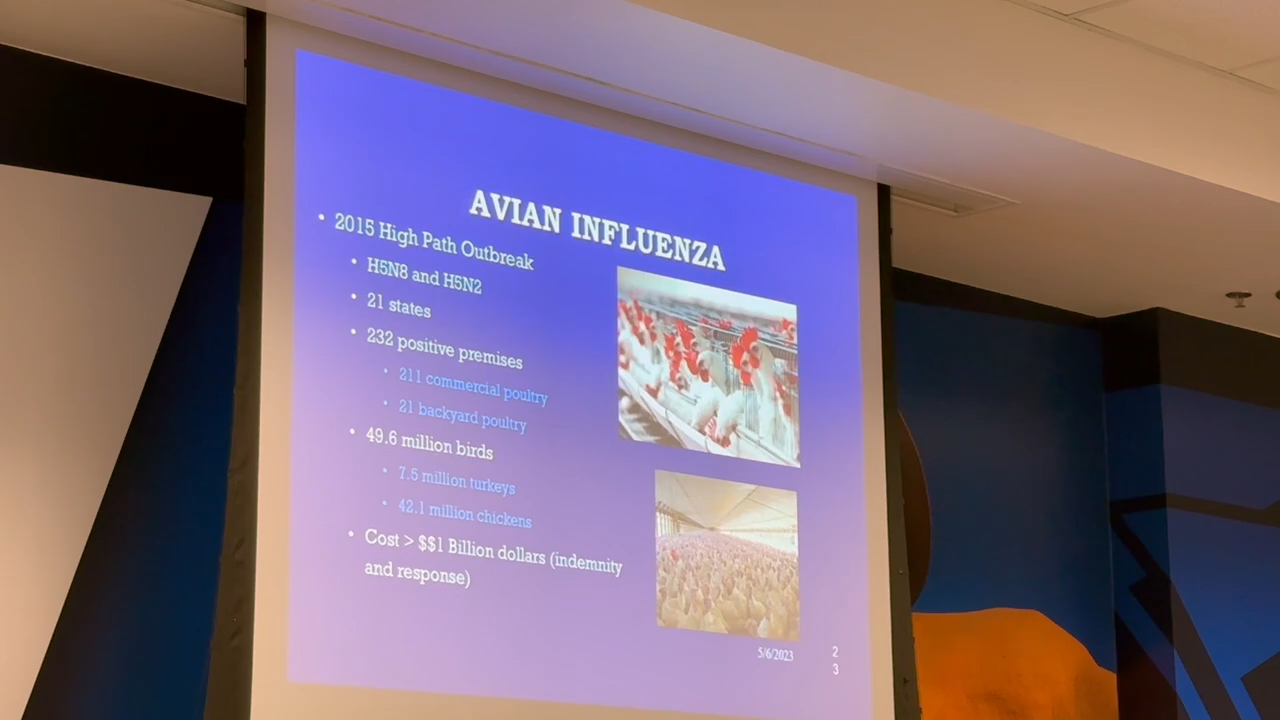 AVIAN INFLUENZA
• 2015 High Path Outbreak
• H5N8 and H5N2
• 21 states
• 232 positive premises
• 211 commercial poultry
• 21 backyard poultry
• 49.6 million birds
• 7.5 million turkeys
• 42.1 million chickens
• Cost > $$1 Billion dollars (indemnity
and response)
5/6/2023
2
3